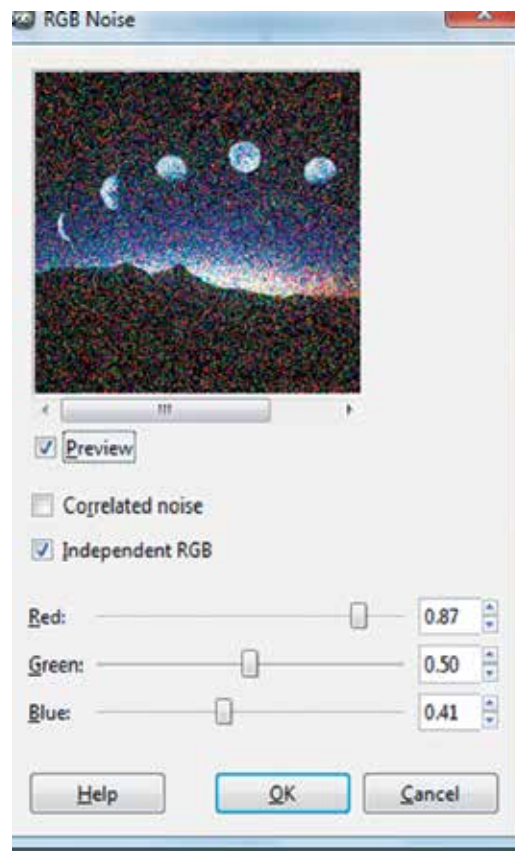 RGB Noise
Preview
Correlated noise
Independent RGB
Red: 0.87
Green: 0.50
Blue: 0.41
Help OK Cancel